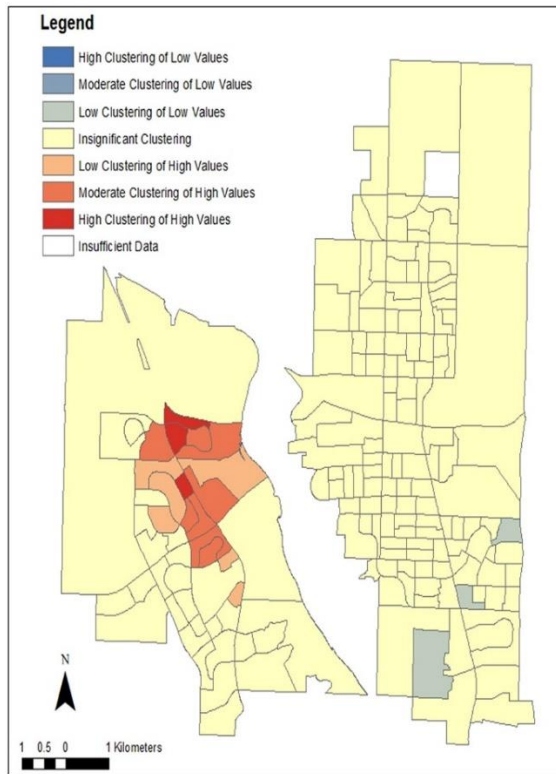 Legend
High Clustering of Low Values
Moderate Clustering of Low Values
Low Clustering of Low Values
Insignificant Clustering
Low Clustering of High Values
Moderate Clustering of High Values
High Clustering of High Values
Insufficient Data
N
1 0.5 0 1 Kilometers